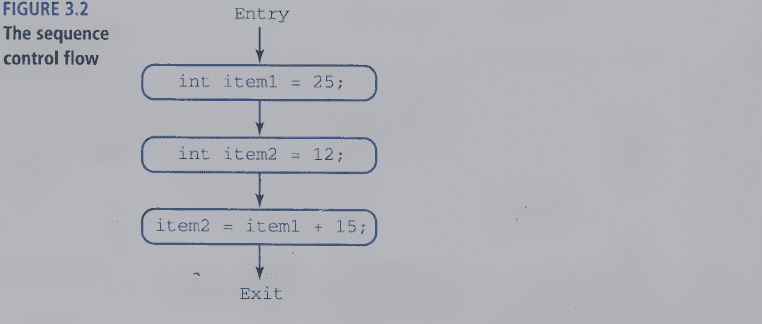 FIGURE 3.2
The sequence
control flow
Entry
int item1 = 25;
int item2 = 12;
item2 = item1 + 15;
Exit